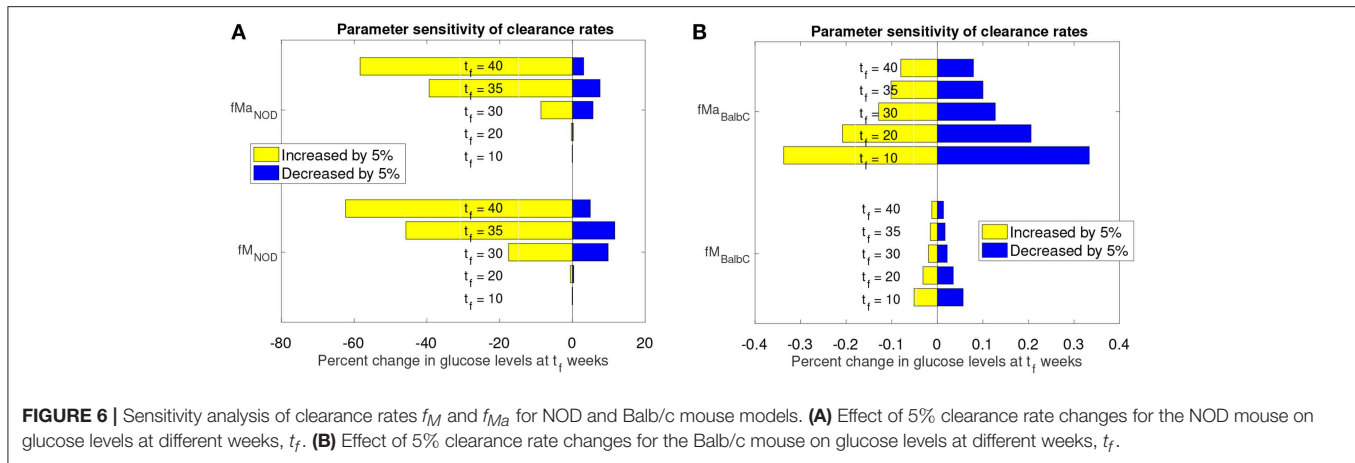 A
Parameter sensitivity of clearance rates
fMa_NOD
t_f = 40
t_f = 35
t_f = 30
t_f = 20
t_f = 10
Increased by 5%
Decreased by 5%
fM_NOD
t_f = 40
t_f = 35
t_f = 30
t_f = 20
t_f = 10
-80 -60 -40 -20 0 20
Percent change in glucose levels at t_f weeks
B
Parameter sensitivity of clearance rates
fMa_BalbC
t_f = 40
t_f = 35
t_f = 30
t_f = 20
t_f = 10
fM_BalbC
t_f = 40
t_f = 35
t_f = 30
t_f = 20
t_f = 10
Increased by 5%
Decreased by 5%
-0.4 -0.3 -0.2 -0.1 0 0.1 0.2 0.3 0.4
Percent change in glucose levels at t_f weeks
FIGURE 6 | Sensitivity analysis of clearance rates f_M and f_Ma for NOD and Balb/c mouse models. (A) Effect of 5% clearance rate changes for the NOD mouse on
glucose levels at different weeks, t_f. (B) Effect of 5% clearance rate changes for the Balb/c mouse on glucose levels at different weeks, t_f.